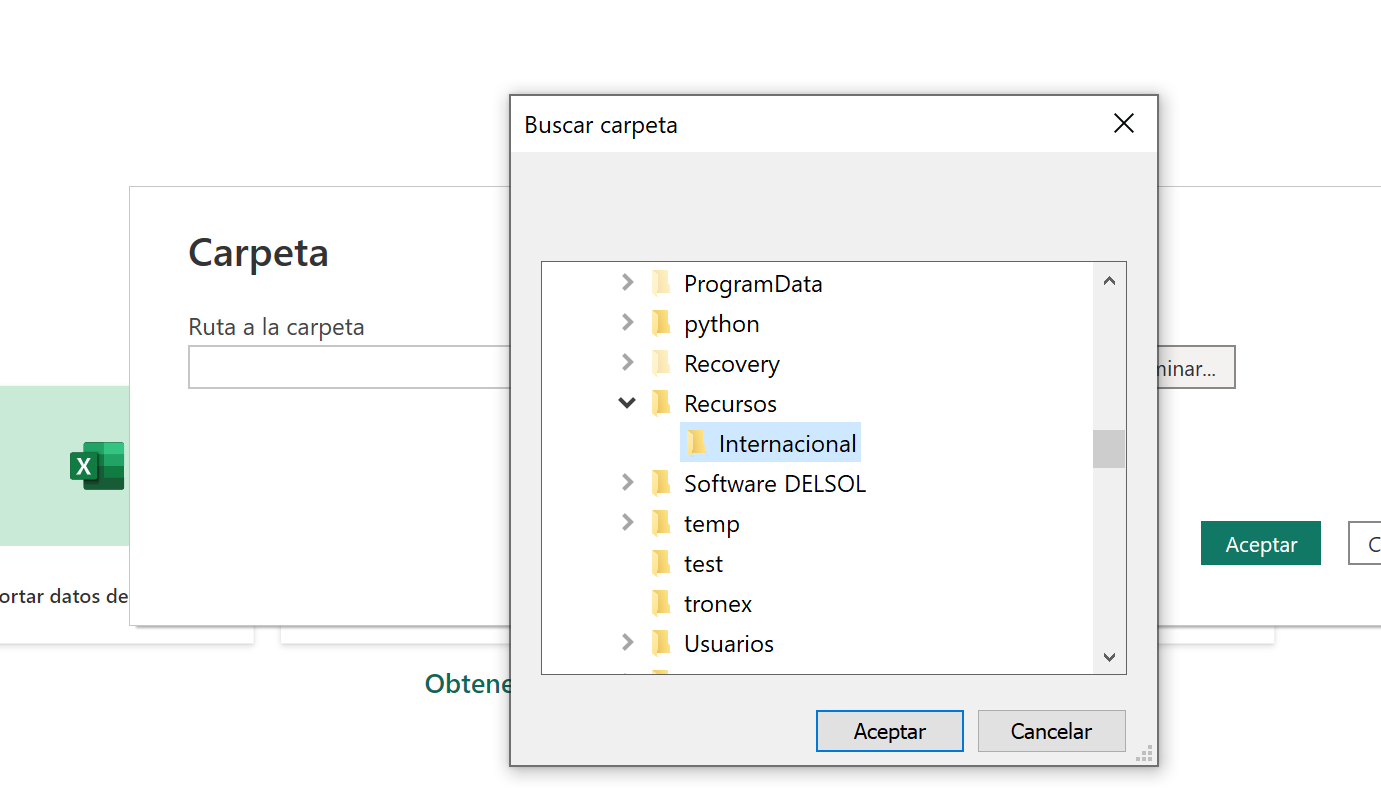 Buscar carpeta
Carpeta
Ruta a la carpeta
minar...
ProgramData
python
Recovery
Recursos
Internacional
Software DELSOL
temp
test
tronex
Usuarios
X
Aceptar
C
ortar datos de
Obtene
Aceptar
Cancelar